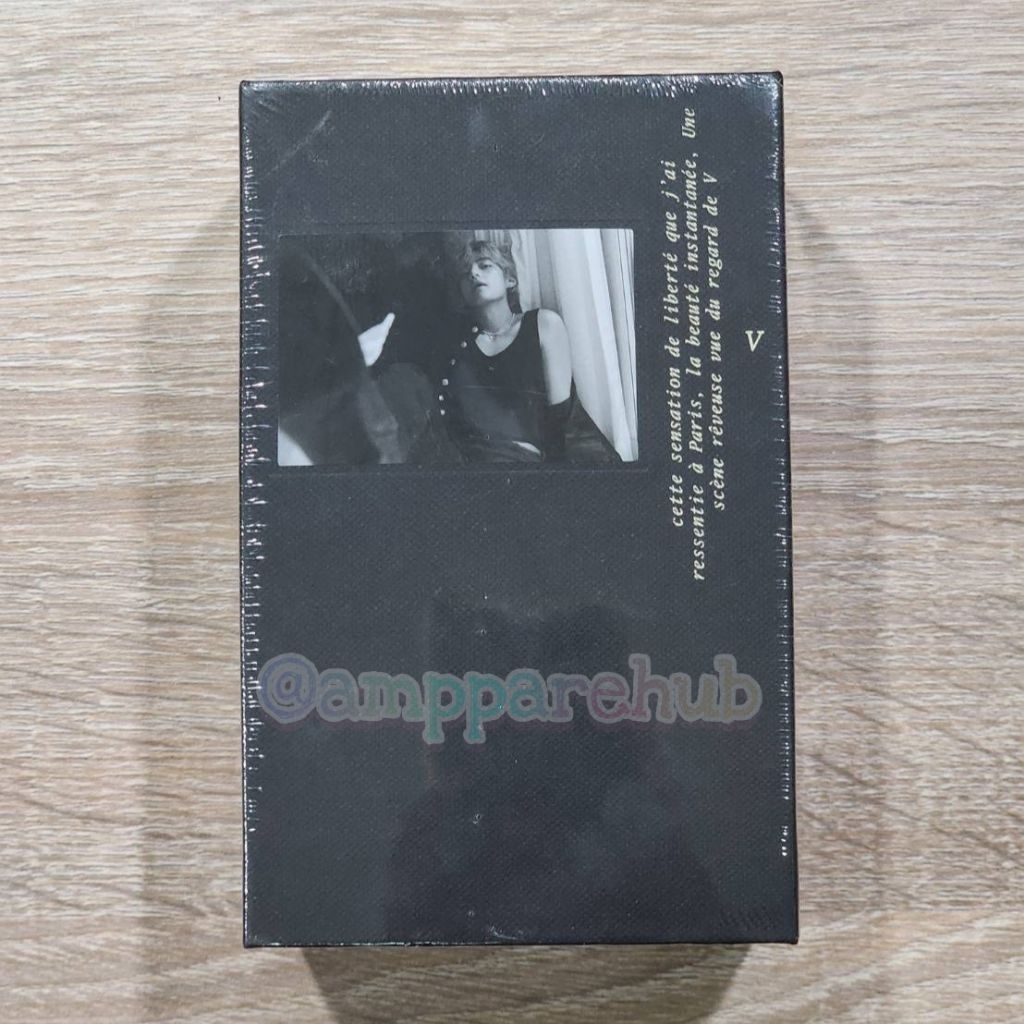 cette sensation de liberté que j'ai
ressentie à Paris, la beauté instantanée, Une
scène rêveuse vue du regard de V
V
@ampparehub